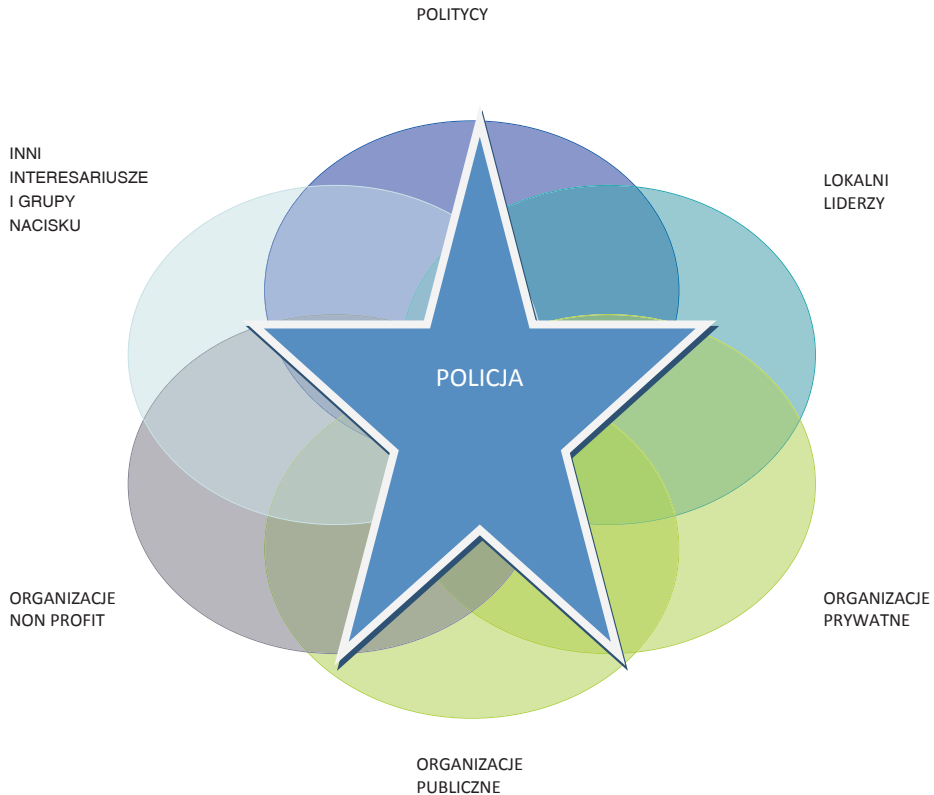 POLITYCY
INNI
INTERESARIUSZE
I GRUPY
NACISKU
LOKALNI
LIDERZY
POLICJA
ORGANIZACJE
NON PROFIT
ORGANIZACJE
PRYWATNE
ORGANIZACJE
PUBLICZNE